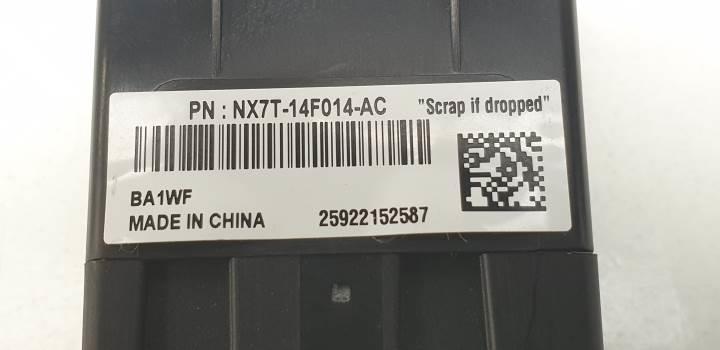 PN : NX7T-14F014-AC "Scrap if dropped"
BA1WF
MADE IN CHINA 25922152587